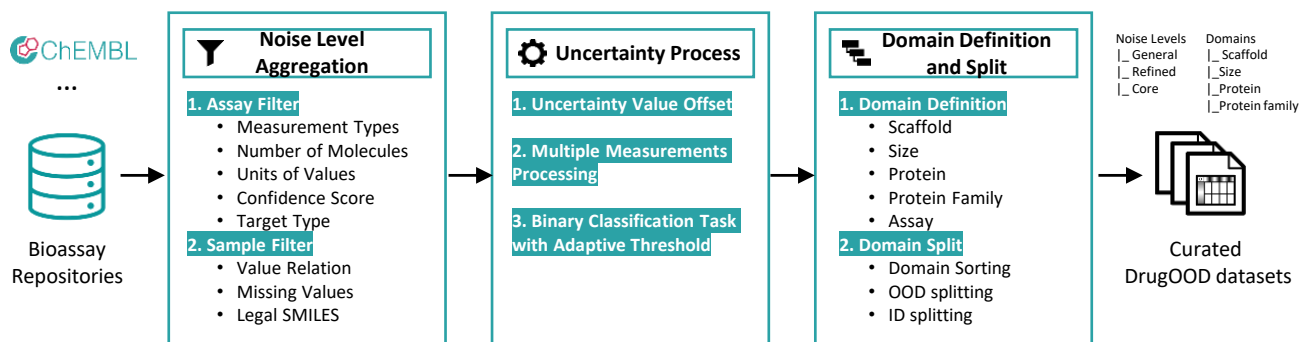 ChEMBL
...
Bioassay
Repositories
Noise Level
Aggregation
1. Assay Filter
• Measurement Types
• Number of Molecules
• Units of Values
• Confidence Score
• Target Type
2. Sample Filter
• Value Relation
• Missing Values
• Legal SMILES
Uncertainty Process
1. Uncertainty Value Offset
2. Multiple Measurements
Processing
3. Binary Classification Task
with Adaptive Threshold
Domain Definition
and Split
1. Domain Definition
• Scaffold
• Size
• Protein
• Protein Family
• Assay
2. Domain Split
• Domain Sorting
• OOD splitting
• ID splitting
Noise Levels
|_ General
|_ Refined
|_ Core
Domains
|_ Scaffold
|_Size
|_Protein
|_Protein family
Curated
DrugOOD datasets